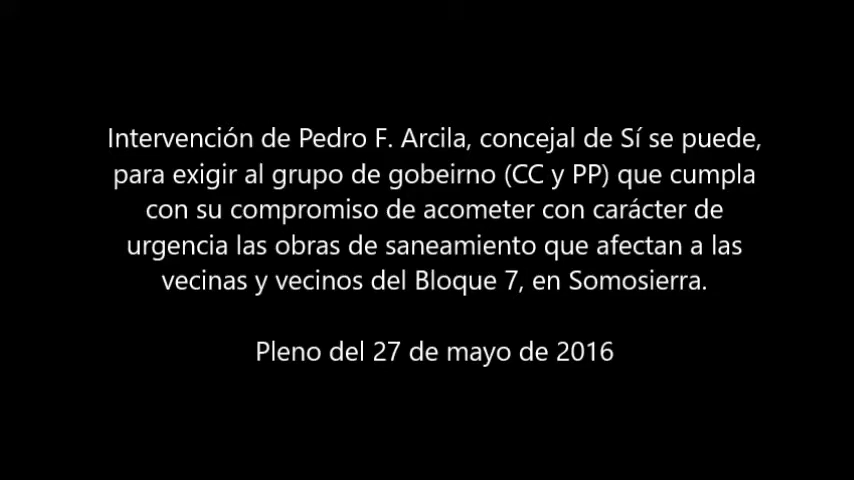 Intervención de Pedro F. Arcila, concejal de Sí se puede,
para exigir al grupo de gobeirno (CC y PP) que cumpla
con su compromiso de acometer con carácter de
urgencia las obras de saneamiento que afectan a las
vecinas y vecinos del Bloque 7, en Somosierra.
Pleno del 27 de mayo de 2016